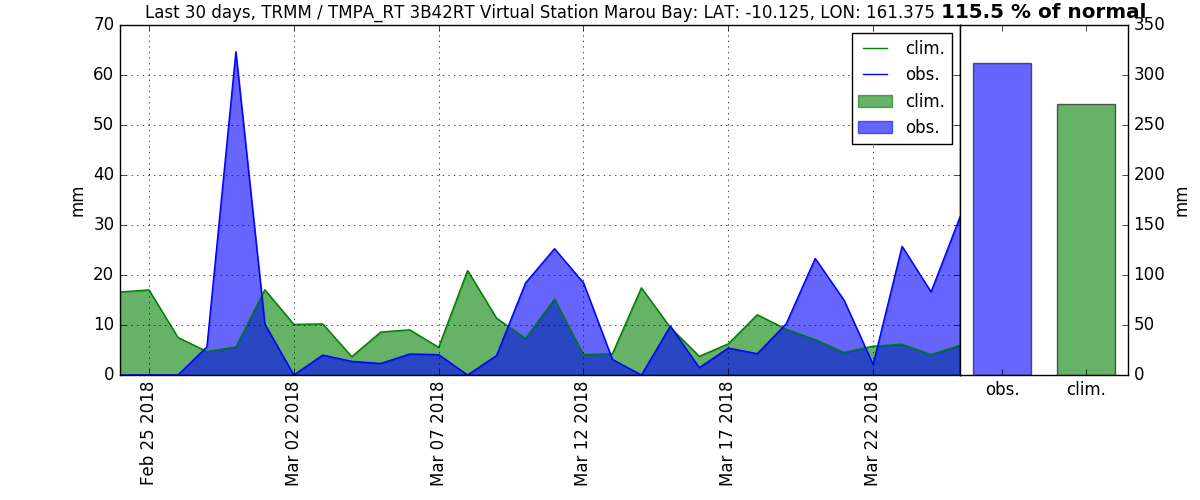 Last 30 days, TRMM / TMPA_RT 3B42RT Virtual Station Marou Bay: LAT: -10.125, LON: 161.375 115.5 % of normal
70
60
50
40
30
20
10
0
mm
clim.
obs.
clim.
obs.
350
300
250
200
150
100
50
0
mm
obs.
clim.
Feb 25 2018
Mar 02 2018
Mar 07 2018
Mar 12 2018
Mar 17 2018
Mar 22 2018